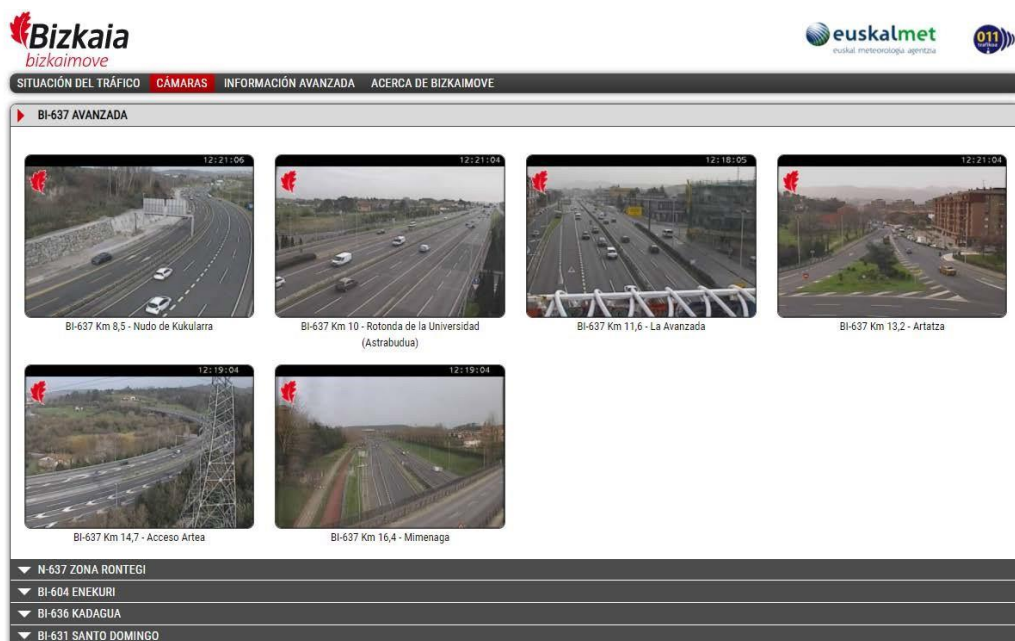 Bizkaia
bizkaimove
euskalmet
euskal meteorologia agentzia
011
trafikoa
SITUACIÓN DEL TRÁFICO CÁMARAS INFORMACIÓN AVANZADA ACERCA DE BIZKAIMOVE
BI-637 AVANZADA
12:21:06
12:21:04
12:18:05
12:21:04
BI-637 Km 8,5 - Nudo de Kukularra
BI-637 Km 10 - Rotonda de la Universidad
(Astrabudua)
BI-637 Km 11,6 - La Avanzada
BI-637 Km 13,2 - Artatza
12:19:04
12:19:04
BI-637 Km 14,7 - Acceso Artea
BI-637 Km 16,4 - Mimenaga
N-637 ZONA RONTEGI
BI-604 ENEKURI
BI-636 KADAGUA
BI-631 SANTO DOMINGO